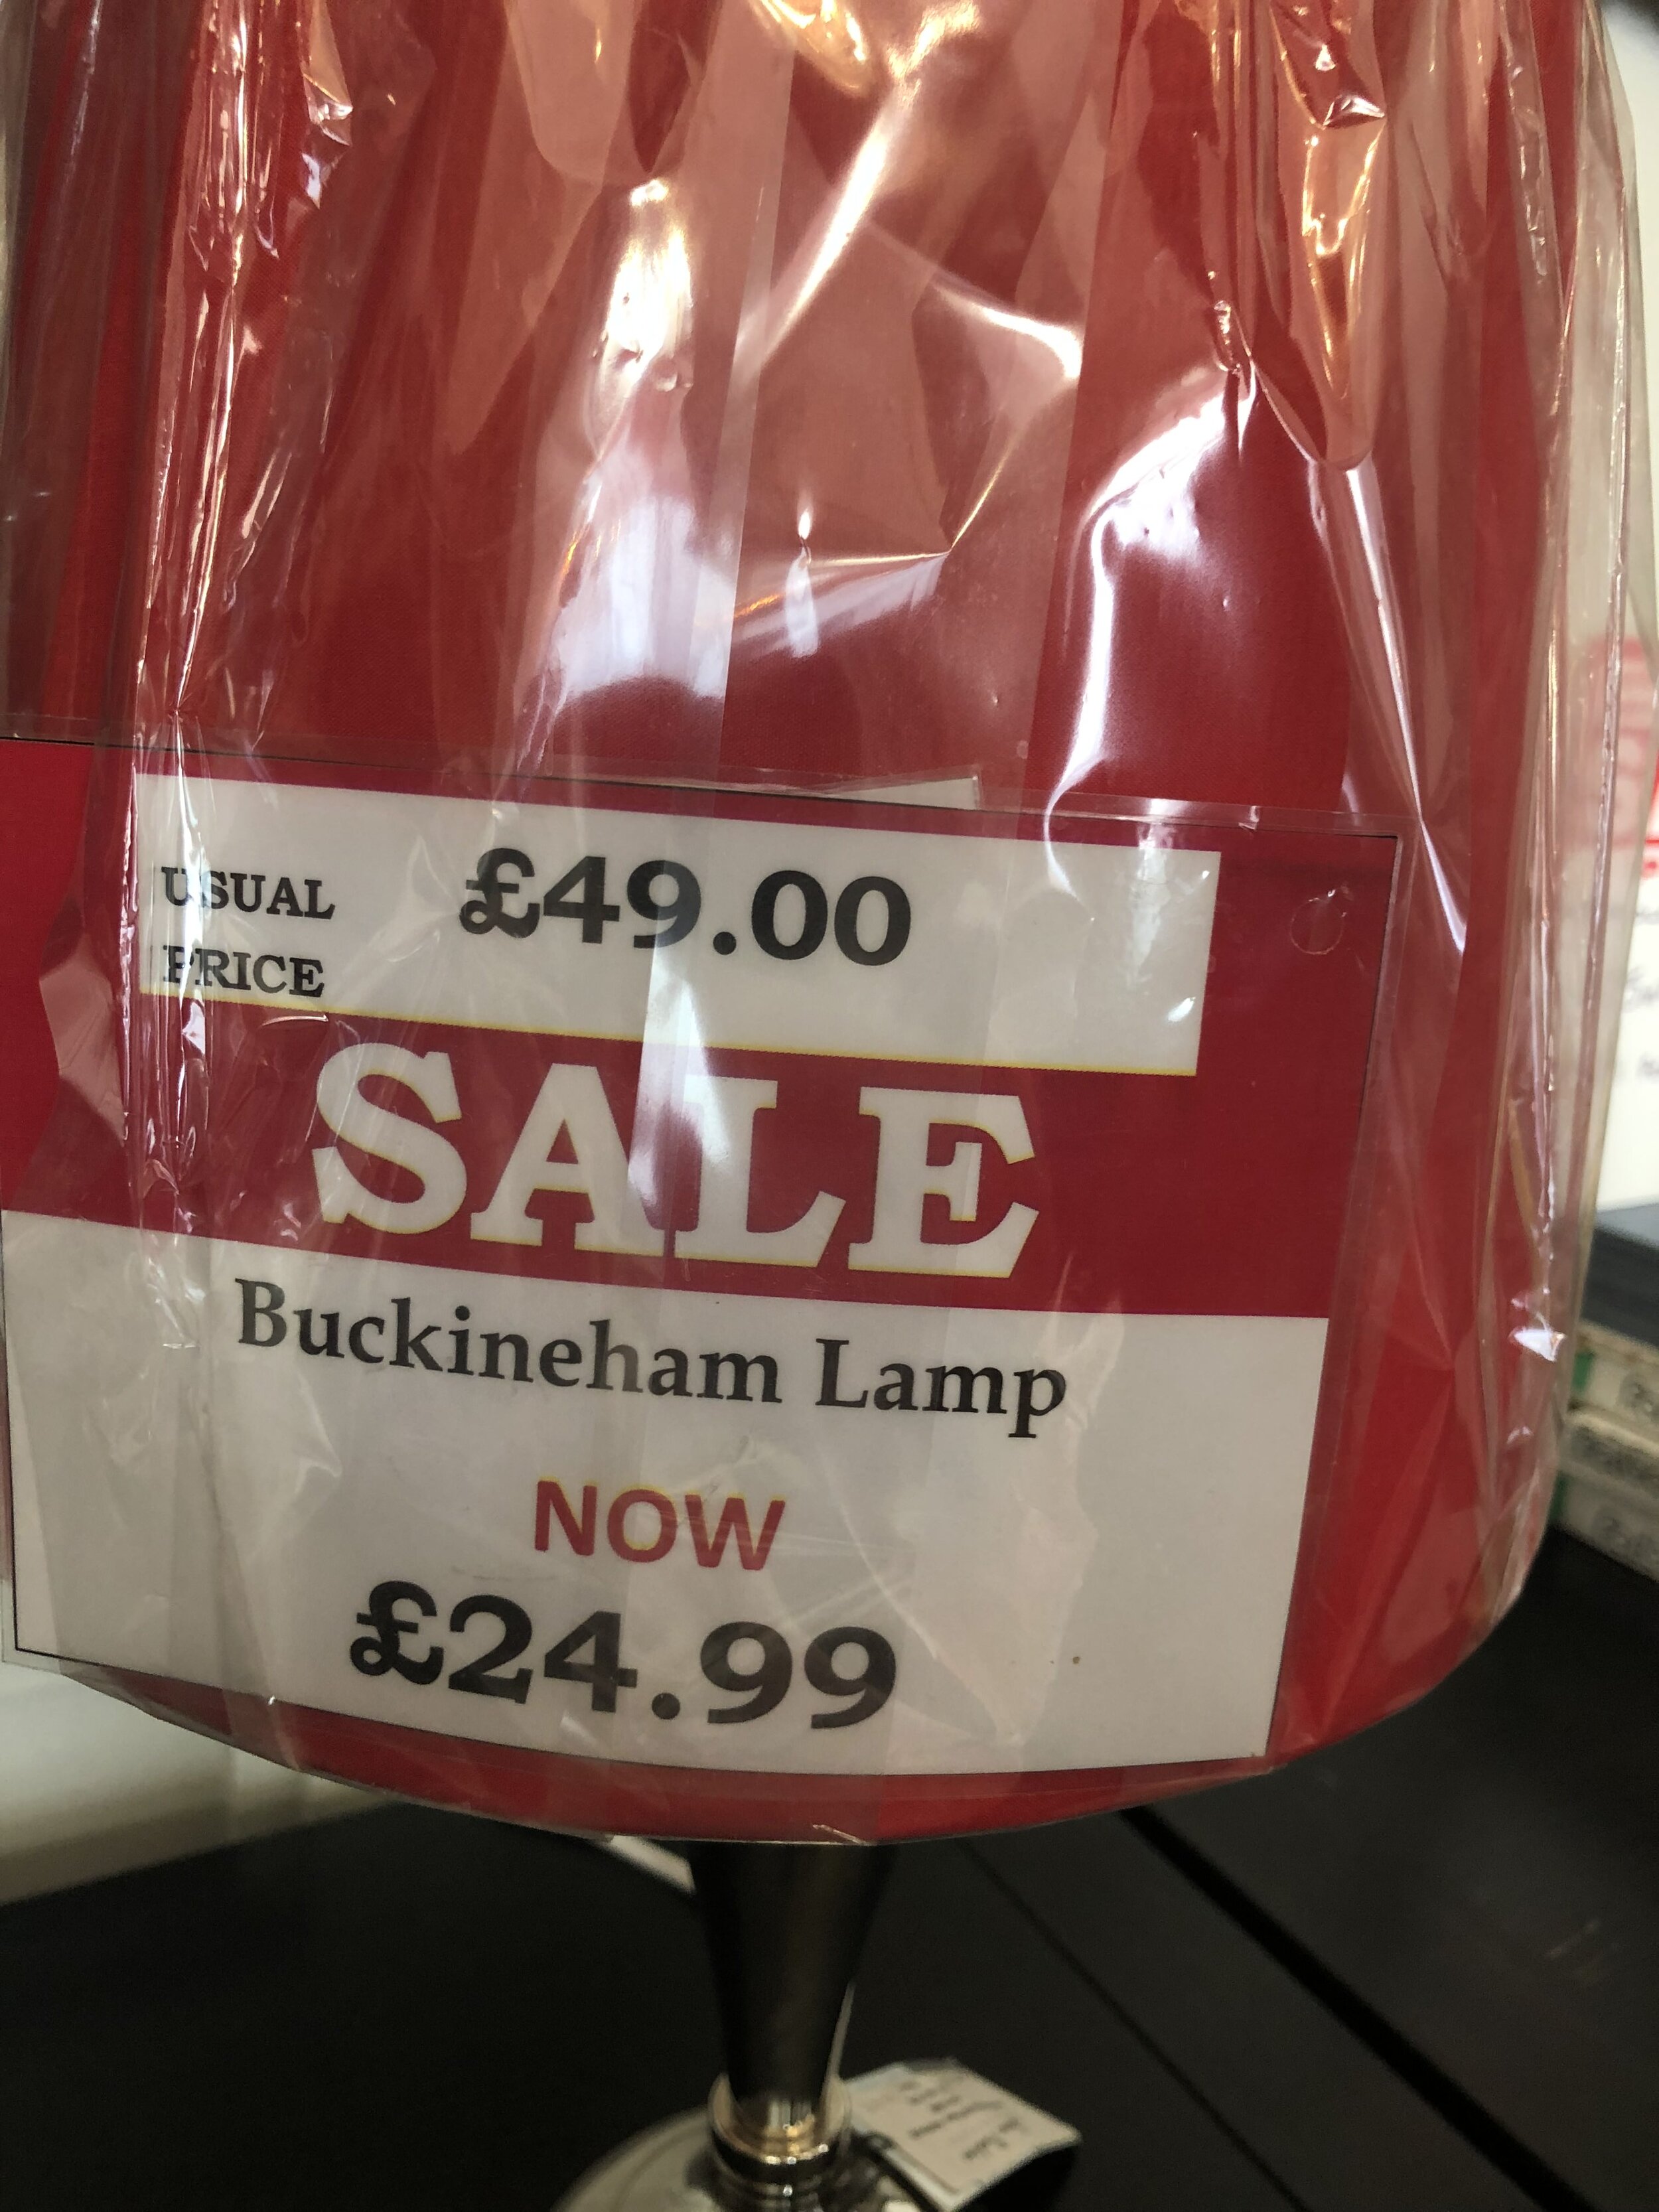 USUAL £49.00
PRICE
SALE
Buckineham Lamp
NOW
£24.99